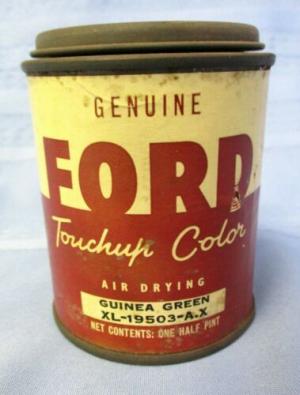 GENUINE
FORD
Touchup Color
AIR DRYING
GUINEA GREEN
XL-19503-A.X
NET CONTENTS: ONE HALF PINT